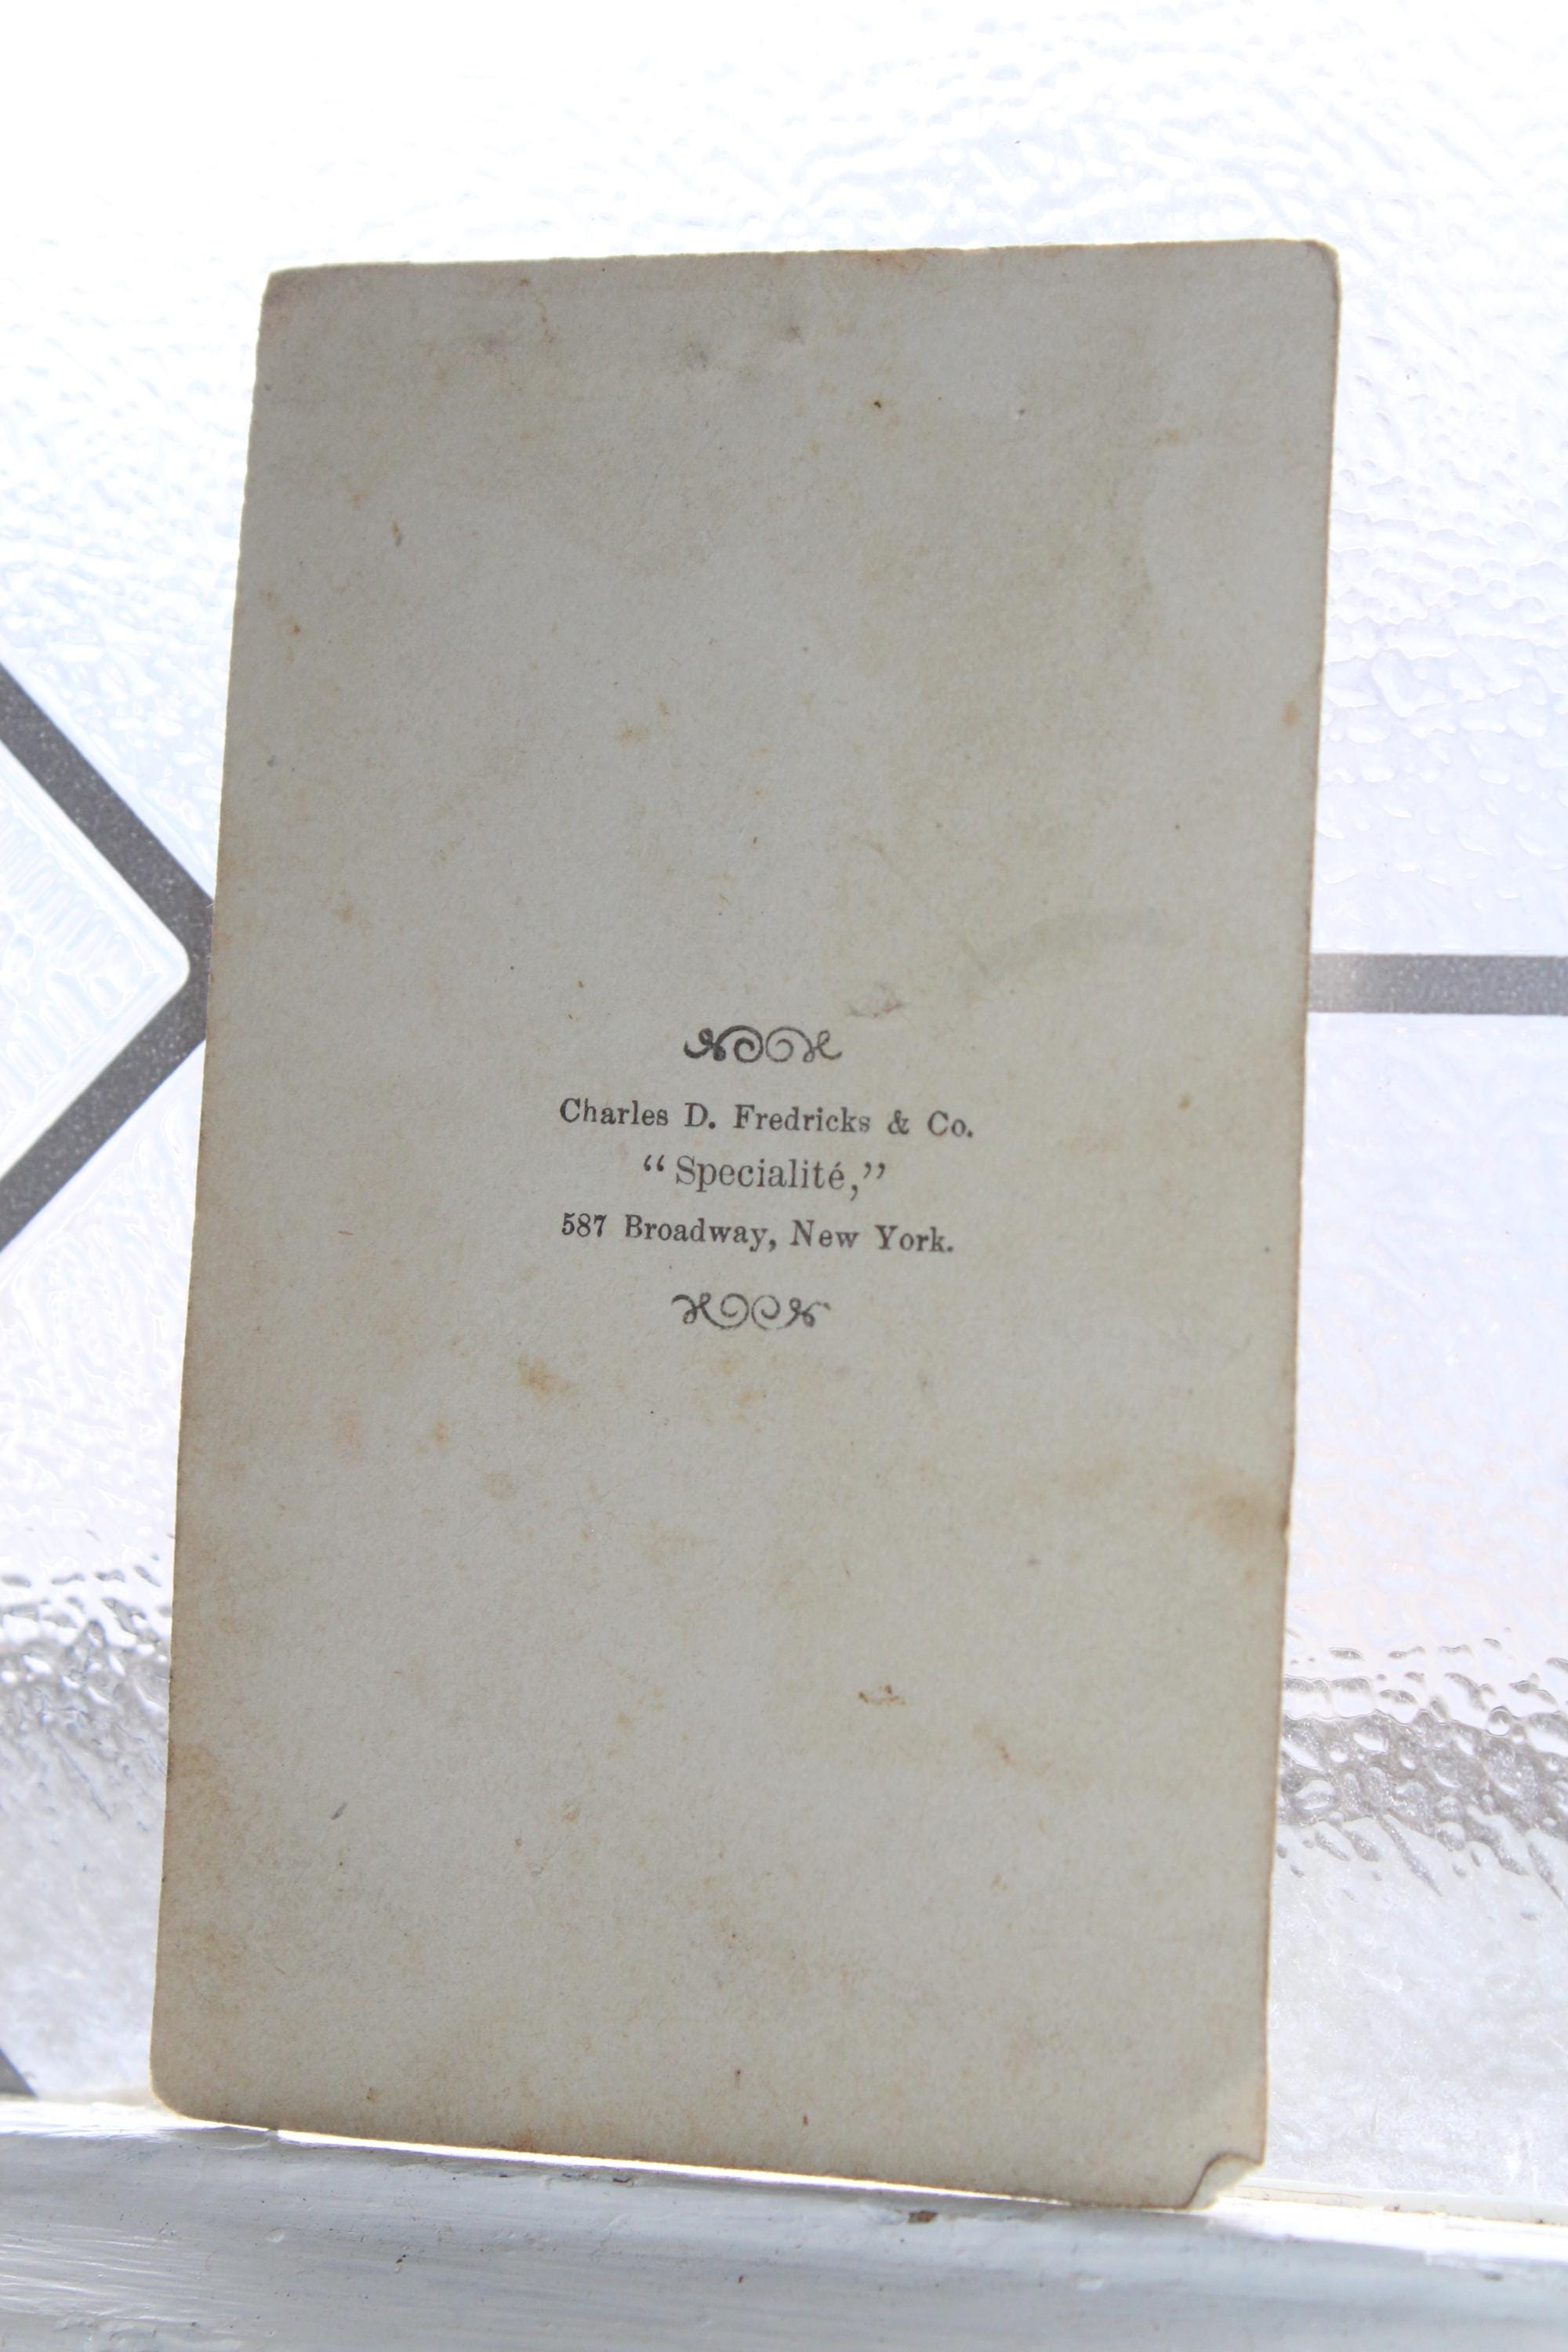 Charles D. Fredricks & Co.
“Specialité,”
587 Broadway, New York.